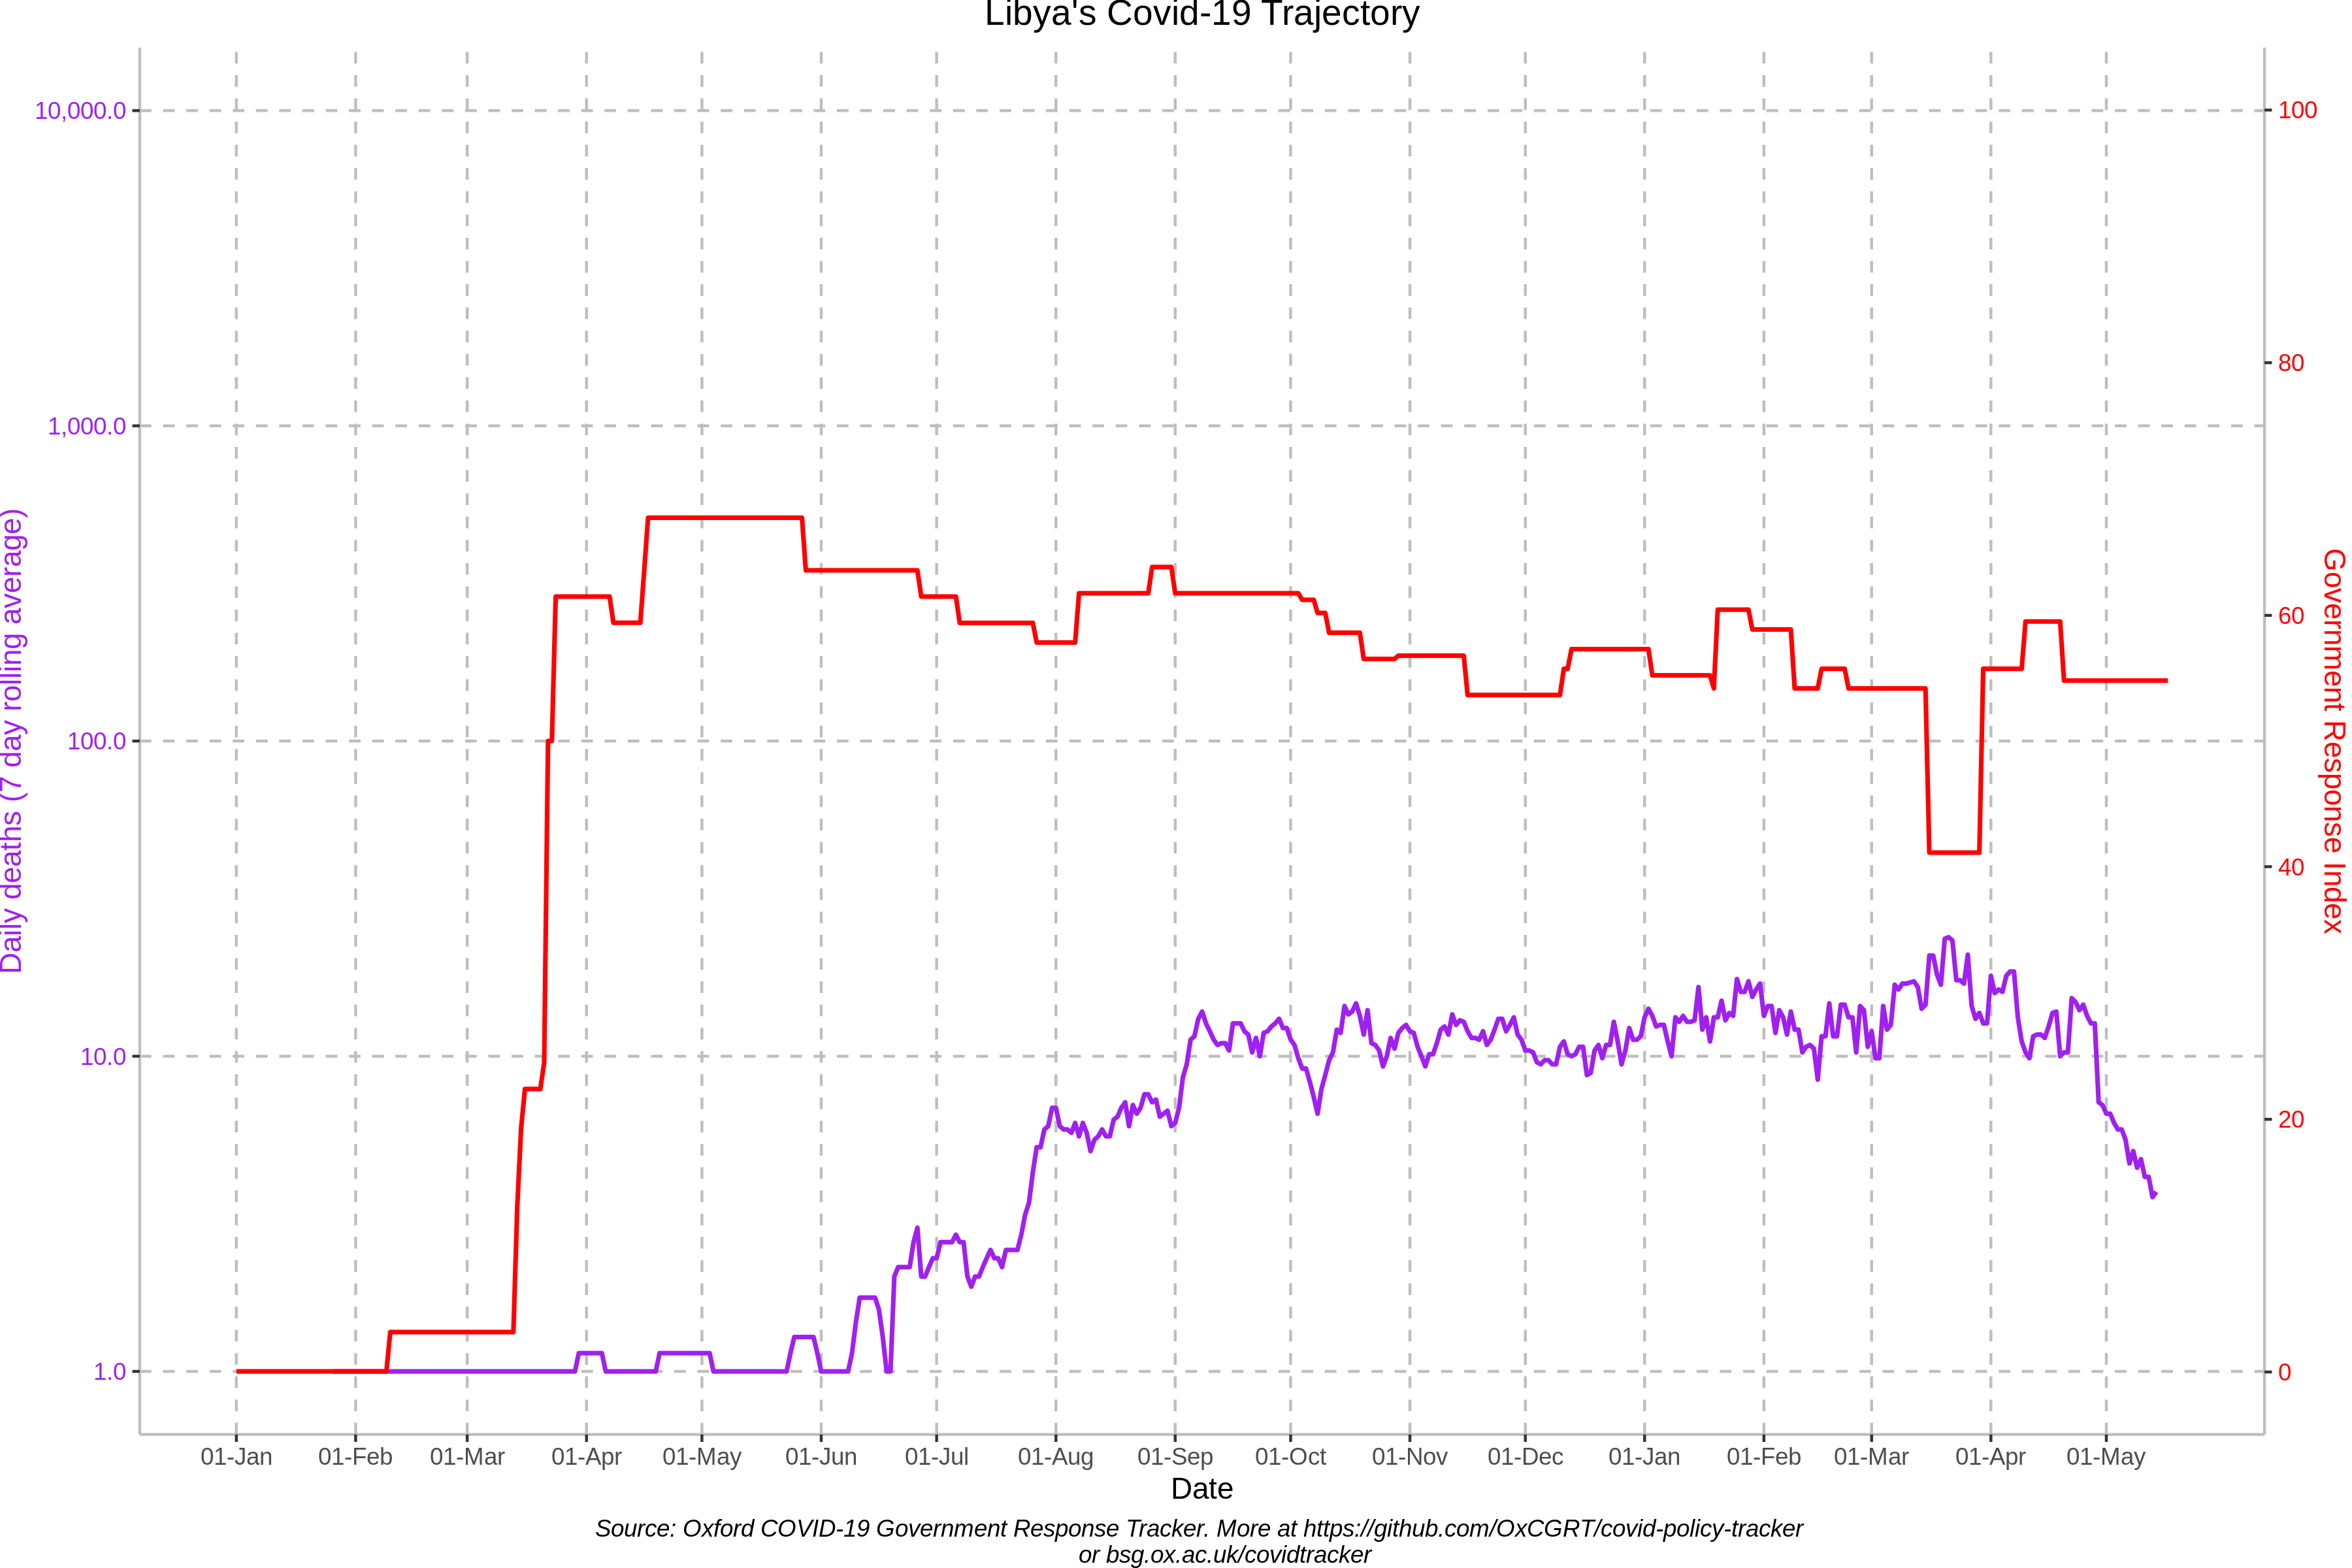 Libya's Covid-19 Trajectory
10,000.0
1,000.0
100.0
10.0
1.0
Daily deaths (7 day rolling average)
100
80
60
40
20
0
Government Response Index
01-Jan 01-Feb 01-Mar 01-Apr 01-May 01-Jun 01-Jul 01-Aug 01-Sep 01-Oct 01-Nov 01-Dec 01-Jan 01-Feb 01-Mar 01-Apr 01-May
Date
Source: Oxford COVID-19 Government Response Tracker. More at https://github.com/OxCGRT/covid-policy-tracker
or bsg.ox.ac.uk/covidtracker